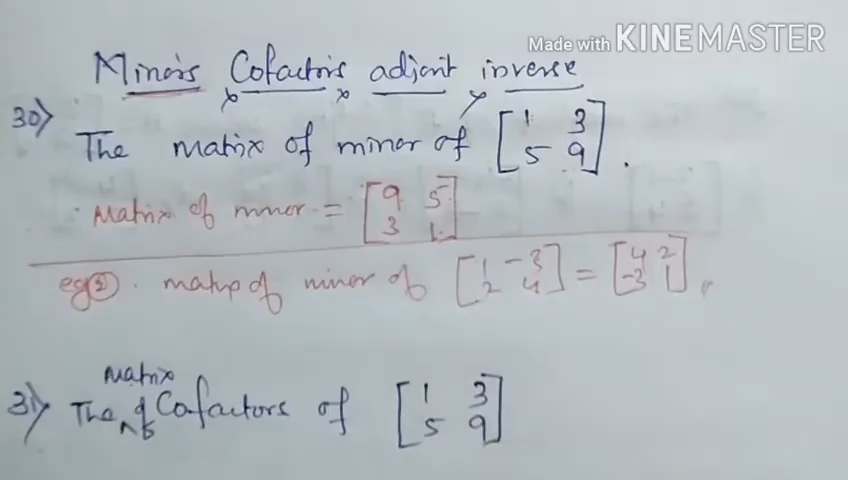 Made with KINEMASTER
Minors Cofactors adjoint inverse
30) The matrix of minor of [1 3
5 9].
Matrix of minor = [9 5
3 1]
eg②. matrix of minor of [1 -3
2 4] = [4 2
-3 1].
matrix
31) The of Cofactors of [1 3
5 9]